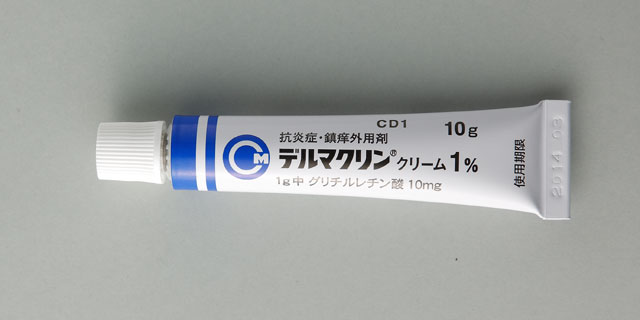 CD1 10g
抗炎症・鎮痒外用剤
CM
デルマクリン®クリーム1%
1g中 グリチルレチン酸 10mg
使用期限
2014.03